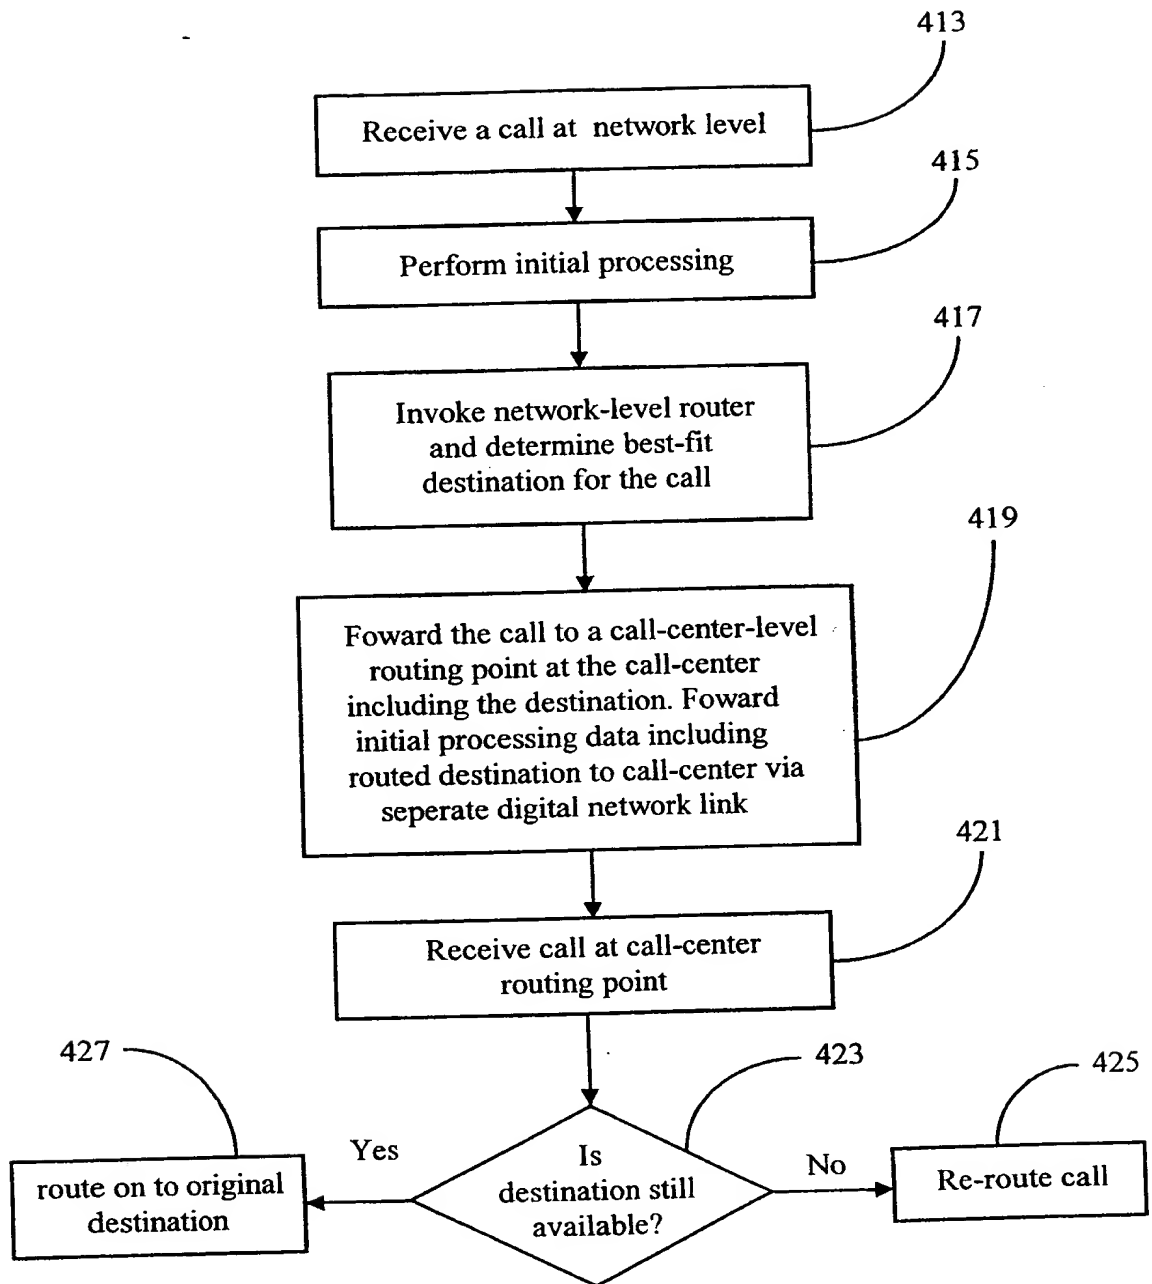 413
Receive a call at network level
415
Perform initial processing
417
Invoke network-level router
and determine best-fit
destination for the call
419
Foward the call to a call-center-level
routing point at the call-center
including the destination. Foward
initial processing data including
routed destination to call-center via
seperate digital network link
421
Receive call at call-center
routing point
427
423
425
Yes
Is
destination still
available?
No
route on to original
destination
Re-route call